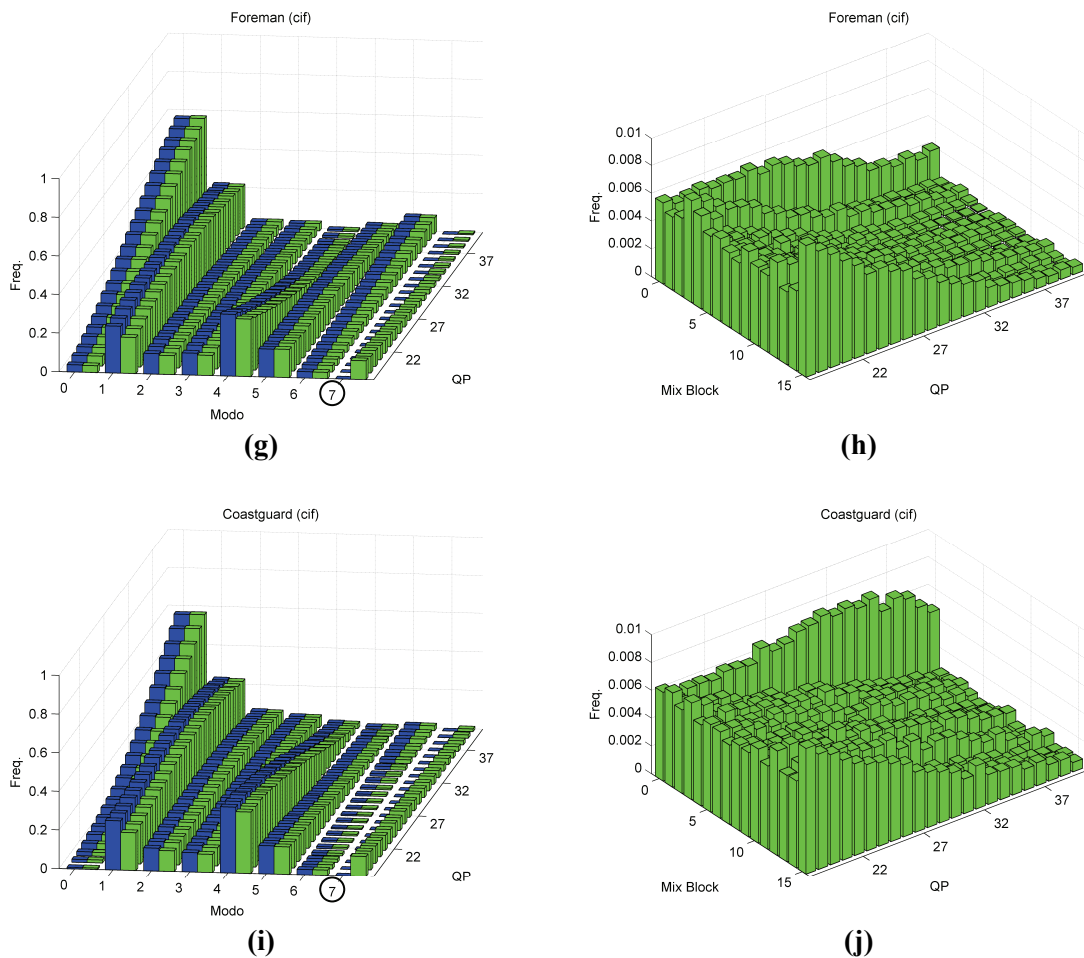 Foreman (cif)
1
0.8
0.6
0.4
0.2
0
Freq.
0 1 2 3 4 5 6 7
Modo
22 27 32 37
QP
(g)
Foreman (cif)
0.01
0.008
0.006
0.004
0.002
0
Freq.
0 5 10 15
Mix Block
22 27 32 37
QP
(h)
Coastguard (cif)
1
0.8
0.6
0.4
0.2
0
Freq.
0 1 2 3 4 5 6 7
Modo
22 27 32 37
QP
(i)
Coastguard (cif)
0.01
0.008
0.006
0.004
0.002
0
Freq.
0 5 10 15
Mix Block
22 27 32 37
QP
(j)